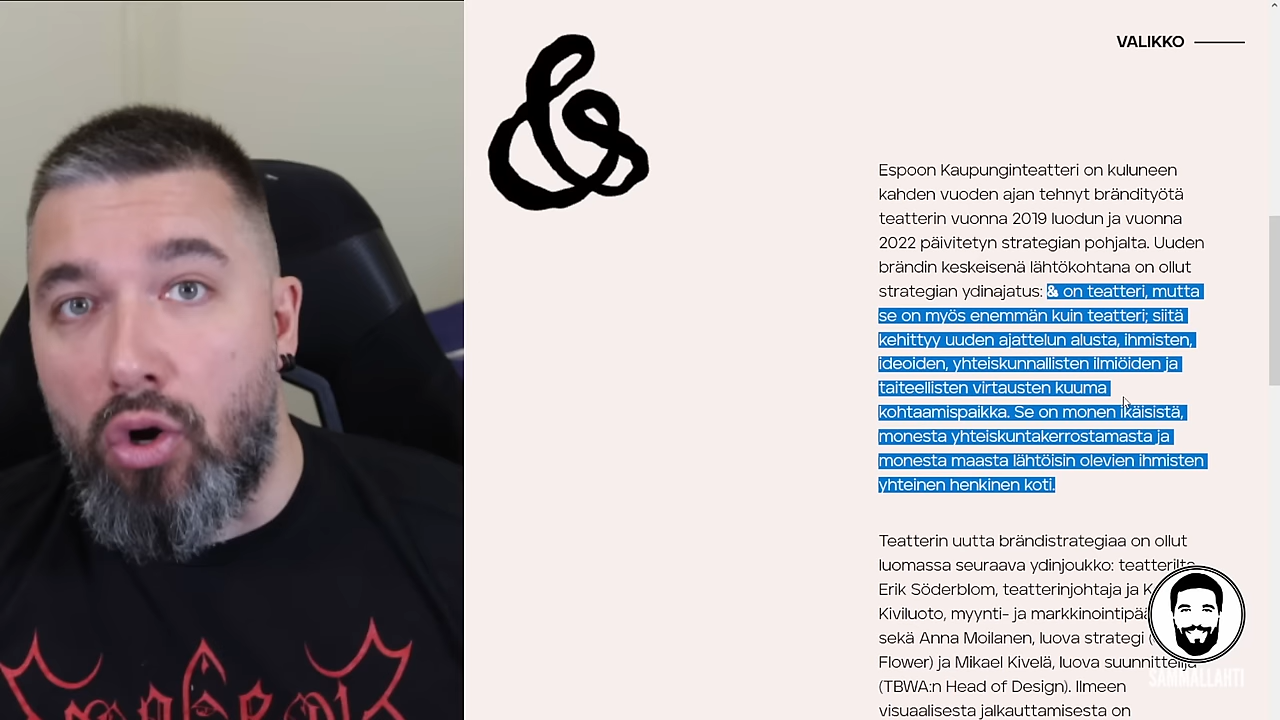 &
VALIKKO
Espoon Kaupunginteatteri on kuluneen
kahden vuoden ajan tehnyt brändityötä
teatterin vuonna 2019 luodun ja vuonna
2022 päivitetyn strategian pohjalta. Uuden
brändin keskeisenä lähtökohtana on ollut
strategian ydinajatus: & on teatteri, mutta
se on myös enemmän kuin teatteri; siitä
kehittyy uuden ajattelun alusta, ihmisten,
ideoiden, yhteiskunnallisten ilmiöiden ja
taiteellisten virtausten kuuma
kohtaamispaikka. Se on monen ikäisistä,
monesta yhteiskuntakerrostamasta ja
monesta maasta lähtöisin olevien ihmisten
yhteinen henkinen koti.
Teatterin uutta brändistrategiaa on ollut
luomassa seuraava ydinjoukko: teatterilta
Erik Söderblom, teatterinjohtaja ja K
Kiviluoto, myynti- ja markkinointipää
sekä Anna Moilanen, luova strategi (
Flower) ja Mikael Kivelä, luova suunnittelija
(TBWA:n Head of Design). Ilmeen
visuaalisesta jalkauttamisesta on
SAMMALLAHTI